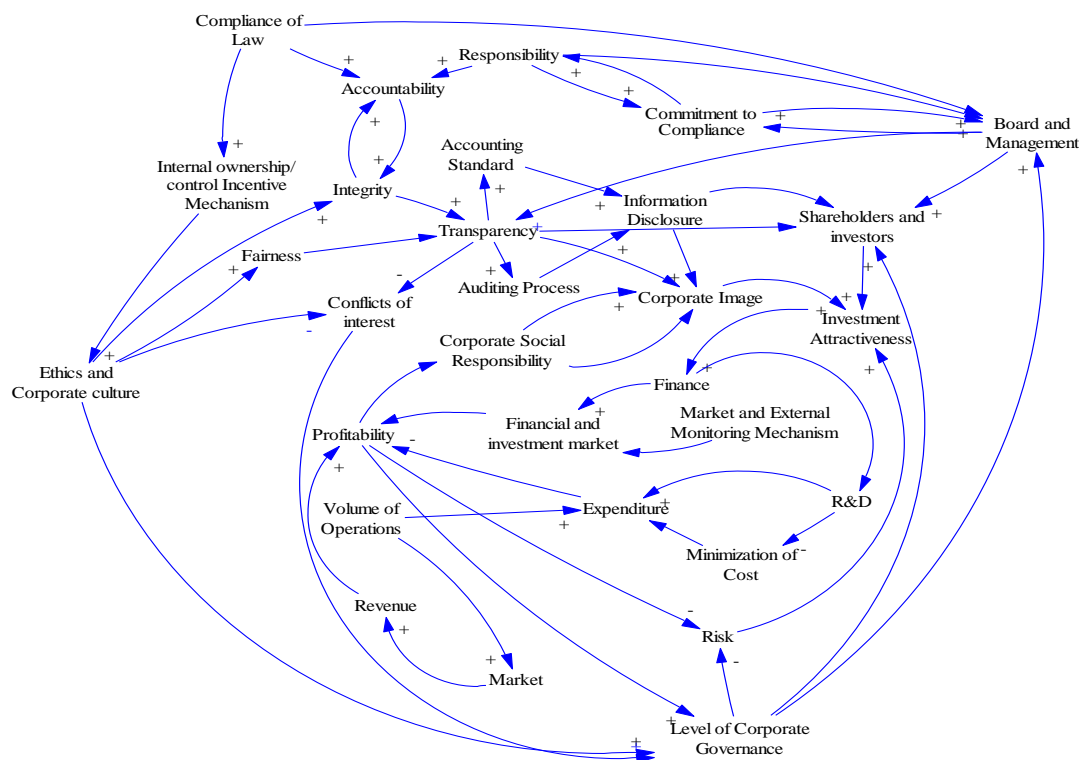 Compliance of
Law
Responsibility
Accountability
Commitment to
Compliance
Board and
Management
Accounting
Standard
Internal ownership/
control Incentive
Mechanism
Integrity
Information
Disclosure
Shareholders and
investors
Transparency
Fairness
Auditing Process
Corporate Image
Conflicts of
interest
Investment
Attractiveness
Corporate Social
Responsibility
Ethics and
Corporate culture
Finance
Market and External
Monitoring Mechanism
Financial and
investment market
Profitability
R&D
Volume of
Operations
Expenditure
Minimization of
Cost
Revenue
Risk
Market
Level of Corporate
Governance